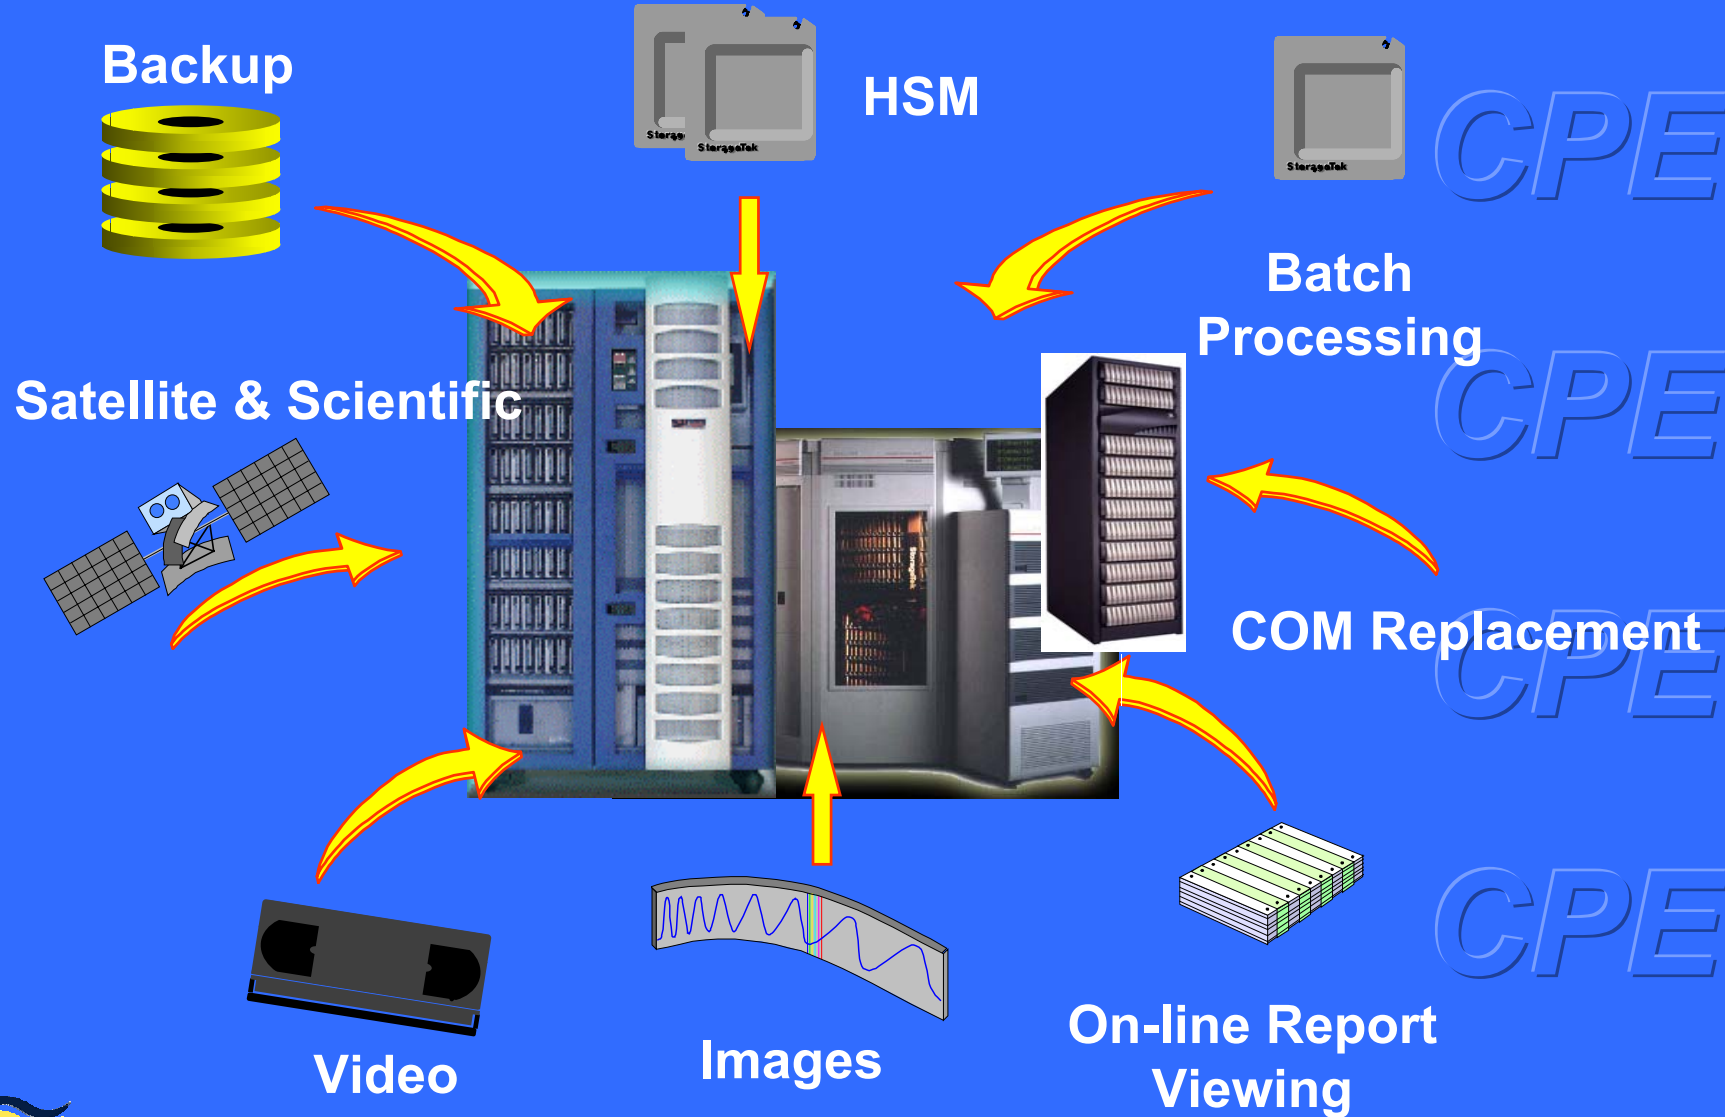 Backup
HSM
StorageTek
StorageTek
CPE
Batch
Processing
CPE
Satellite & Scientific
StorageTek
COM Replacement
CPE
CPE
On-line Report
Viewing
Images
Video